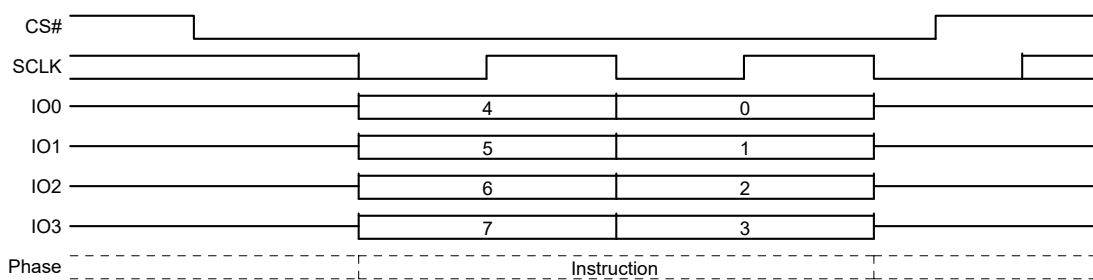 CS#
SCLK
IO0 4 0
IO1 5 1
IO2 6 2
IO3 7 3
Phase Instruction